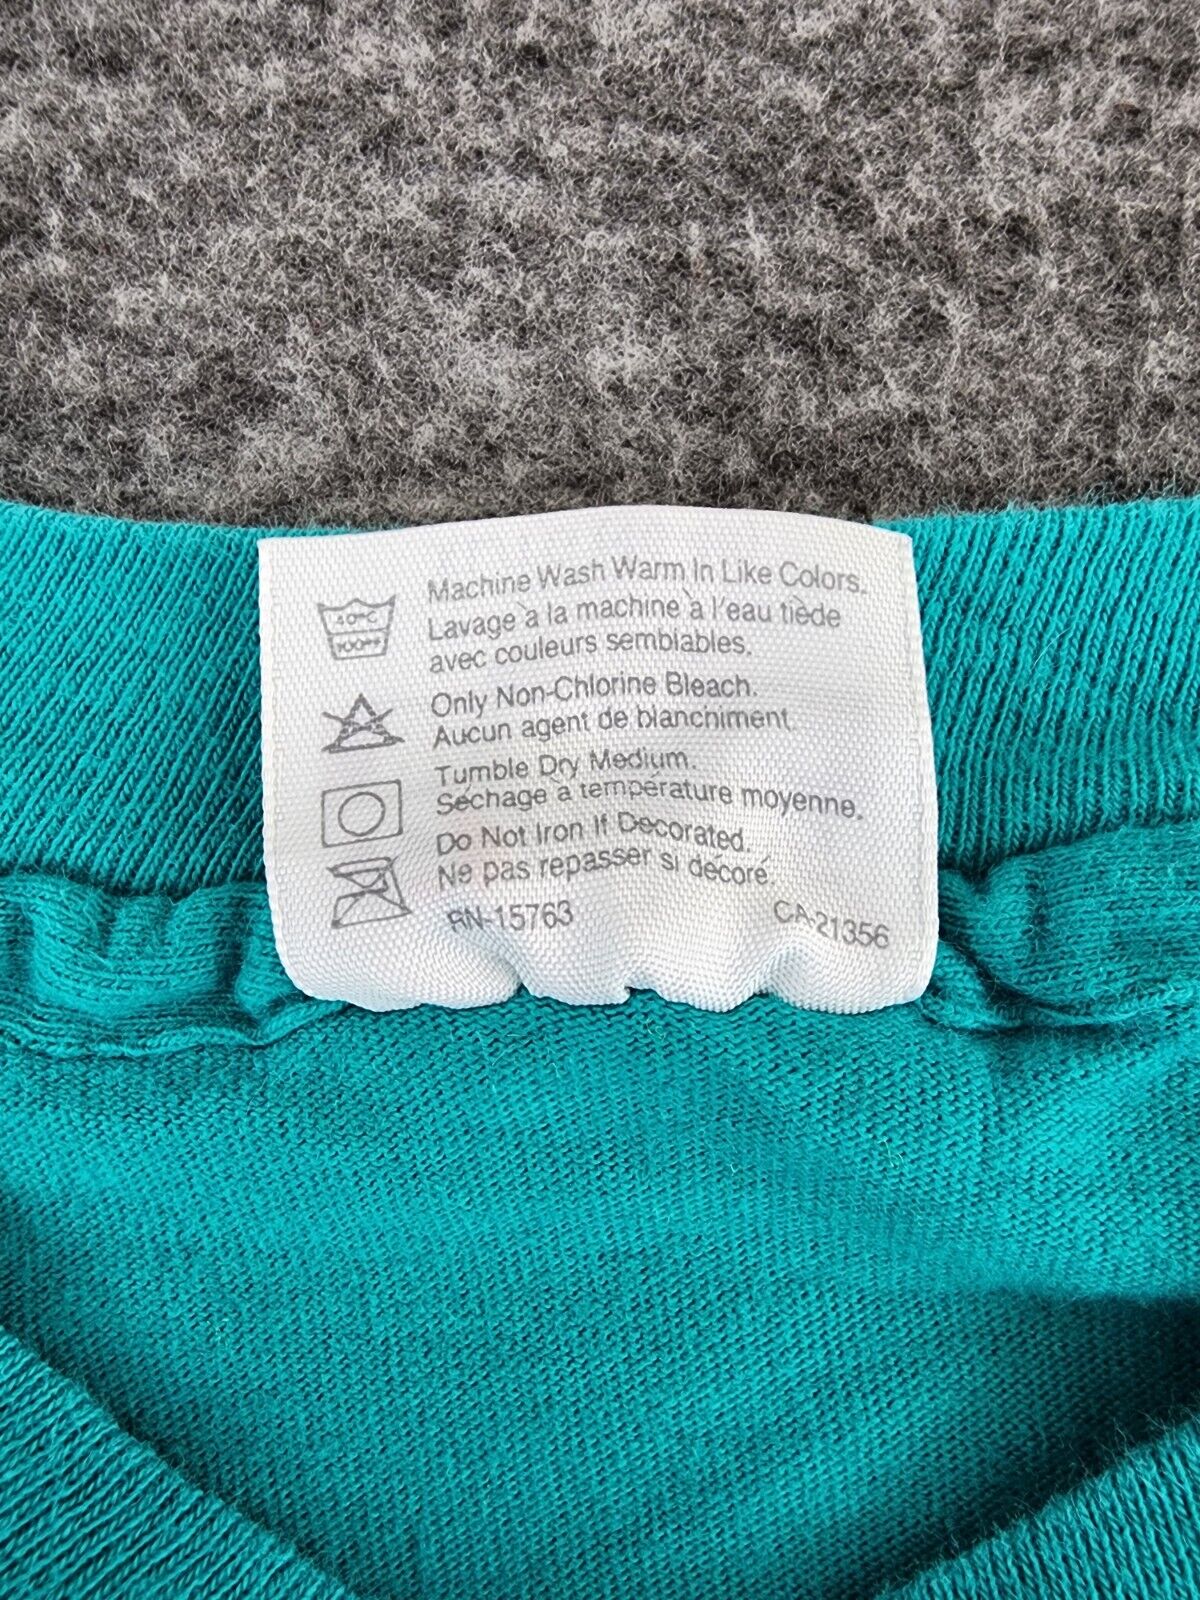 Machine Wash Warm In Like Colors.
40°C
Lavage à la machine à l'eau tiède
100°F
avec couleurs semblables.
Only Non-Chlorine Bleach.
Aucun agent de blanchiment
Tumble Dry Medium.
Séchage à température moyenne.
Do Not Iron If Decorated.
Ne pas repasser si décoré.
RN-15763 CA-21356